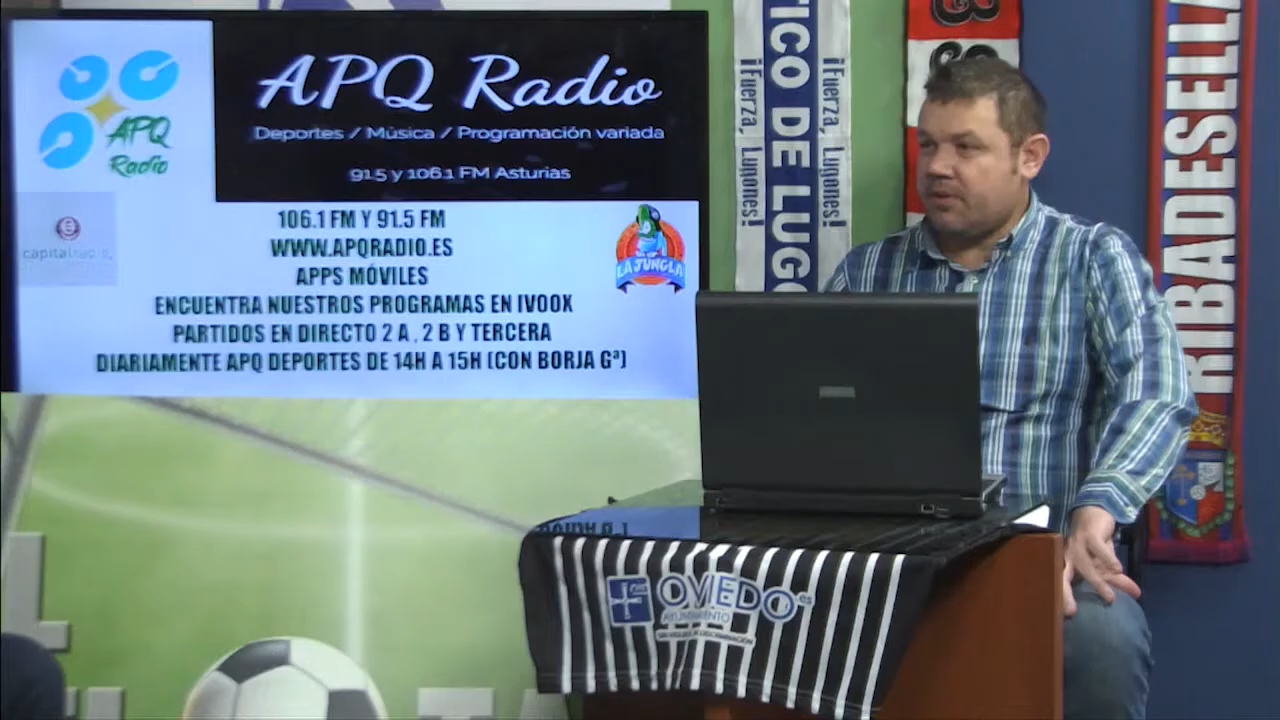 APQ Radio
Deportes / Música / Programación variada
91.5 y 106.1 FM Asturias
APQ
Radio
106.1 FM Y 91.5 FM
WWW.APQRADIO.ES
APPS MÓVILES
ENCUENTRA NUESTROS PROGRAMAS EN IVOOX
PARTIDOS EN DIRECTO 2 A , 2 B Y TERCERA
DIARIAMENTE APQ DEPORTES DE 14H A 15H (CON BORJA Gª)
LA JUNGLA
TICO DE LUGO
¡Fuerza, Lugones!
¡Fuerza, Lugones!
RIBADESELL
OVIEDO.es
AYUNTAMIENTO